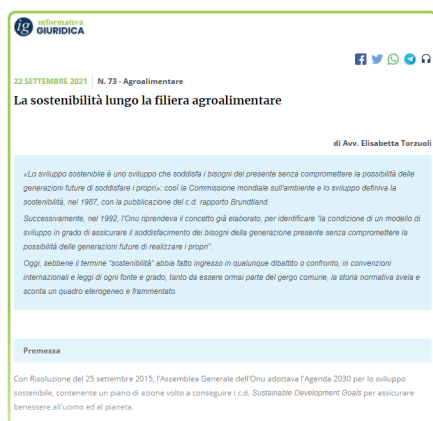 ig informativa
GIURIDICA
22 SETTEMBRE 2021 | N. 73 - Agroalimentare
La sostenibilità lungo la filiera agroalimentare
di Avv. Elisabetta Torzuoli
«Lo sviluppo sostenibile è uno sviluppo che soddisfa i bisogni del presente senza compromettere la possibilità delle
generazioni future di soddisfare i propri»: così la Commissione mondiale sull'ambiente e lo sviluppo definiva la
sostenibilità, nel 1987, con la pubblicazione del c.d. rapporto Brundtland.
Successivamente, nel 1992, l'Onu riprendeva il concetto già elaborato, per identificare "la condizione di un modello di
sviluppo in grado di assicurare il soddisfacimento dei bisogni della generazione presente senza compromettere la
possibilità delle generazioni future di realizzare i propri".
Oggi, sebbene il termine "sostenibilità" abbia fatto ingresso in qualunque dibattito o confronto, in convenzioni
internazionali e leggi di ogni fonte e grado, tanto da essere ormai parte del gergo comune, la storia normativa svela e
sconta un quadro eterogeneo e frammentato.
Premessa
Con Risoluzione del 25 settembre 2015, l'Assemblea Generale dell'Onu adottava l'Agenda 2030 per lo sviluppo
sostenibile, contenente un piano di azione volto a conseguire i c.d. Sustainable Development Goals per assicurare
benessere all'uomo ed al pianeta.